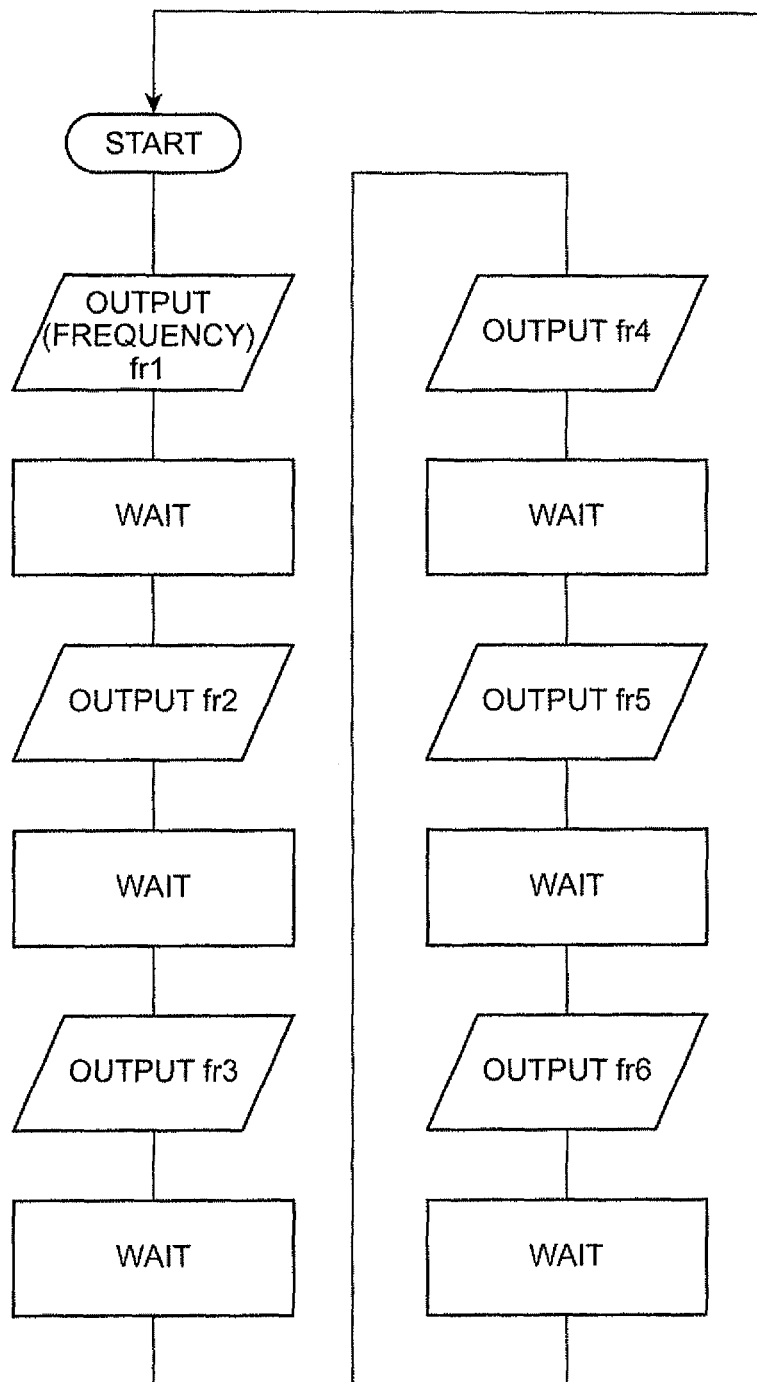 START
OUTPUT
(FREQUENCY)
fr1
WAIT
OUTPUT fr2
WAIT
OUTPUT fr3
WAIT
OUTPUT fr4
WAIT
OUTPUT fr5
WAIT
OUTPUT fr6
WAIT